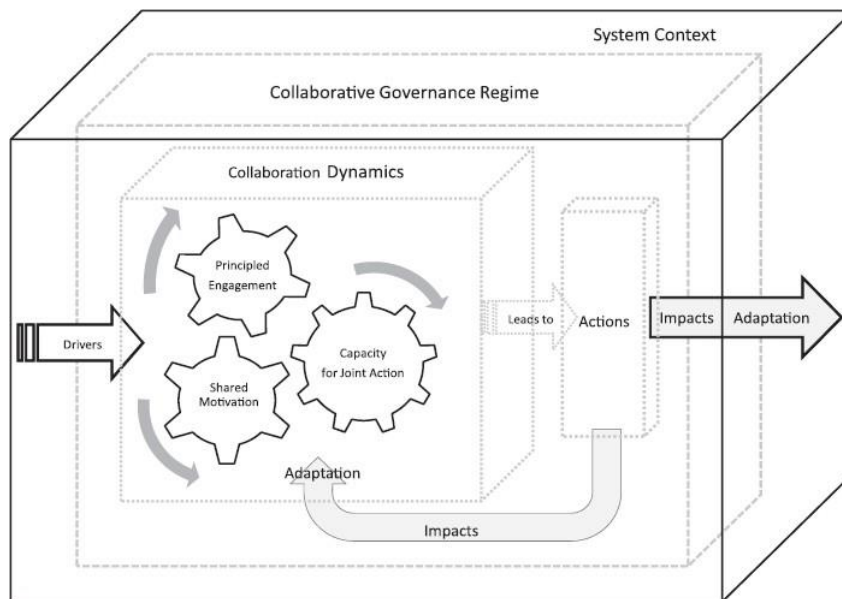 System Context
Collaborative Governance Regime
Collaboration Dynamics
Principled
Engagement
Drivers
Shared
Motivation
Capacity
for Joint Action
Leads to
Actions
Impacts
Adaptation
Adaptation
Impacts